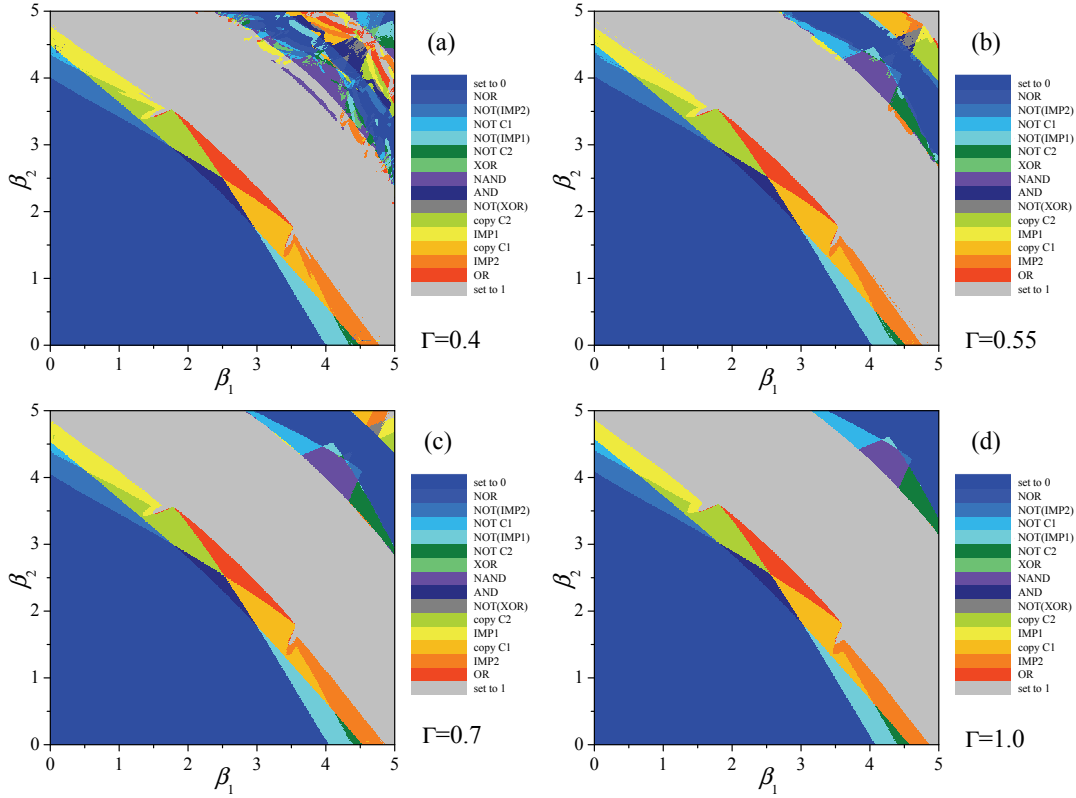 (a)
5
4
3
2
1
0
β2
0 1 2 3 4 5
β1
set to 0
NOR
NOT(IMP2)
NOT C1
NOT(IMP1)
NOT C2
XOR
NAND
AND
NOT(XOR)
copy C2
IMP1
copy C1
IMP2
OR
set to 1
Γ=0.4
(b)
5
4
3
2
1
0
β2
0 1 2 3 4 5
β1
set to 0
NOR
NOT(IMP2)
NOT C1
NOT(IMP1)
NOT C2
XOR
NAND
AND
NOT(XOR)
copy C2
IMP1
copy C1
IMP2
OR
set to 1
Γ=0.55
(c)
5
4
3
2
1
0
β2
0 1 2 3 4 5
β1
set to 0
NOR
NOT(IMP2)
NOT C1
NOT(IMP1)
NOT C2
XOR
NAND
AND
NOT(XOR)
copy C2
IMP1
copy C1
IMP2
OR
set to 1
Γ=0.7
(d)
5
4
3
2
1
0
β2
0 1 2 3 4 5
β1
set to 0
NOR
NOT(IMP2)
NOT C1
NOT(IMP1)
NOT C2
XOR
NAND
AND
NOT(XOR)
copy C2
IMP1
copy C1
IMP2
OR
set to 1
Γ=1.0